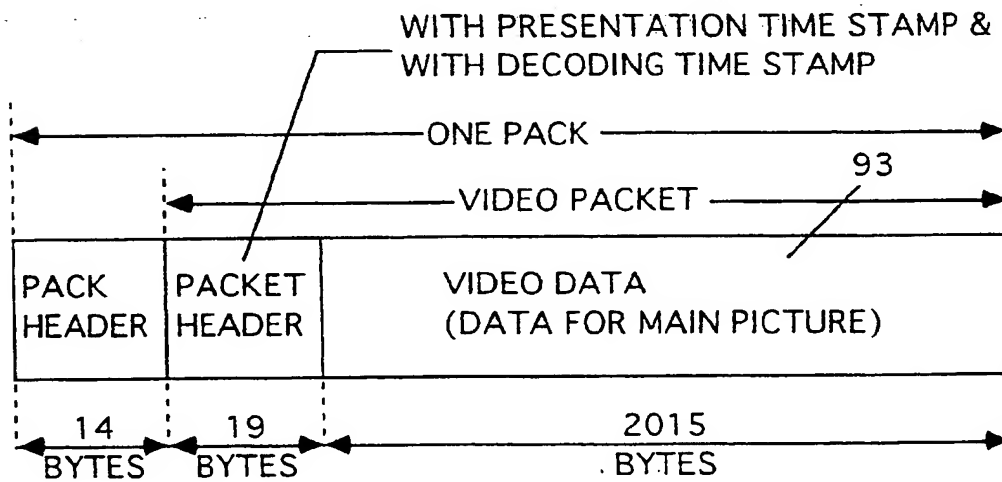 WITH PRESENTATION TIME STAMP &
WITH DECODING TIME STAMP
ONE PACK
93
VIDEO PACKET
PACK
HEADER
PACKET
HEADER
VIDEO DATA
(DATA FOR MAIN PICTURE)
14
BYTES
19
BYTES
2015
BYTES